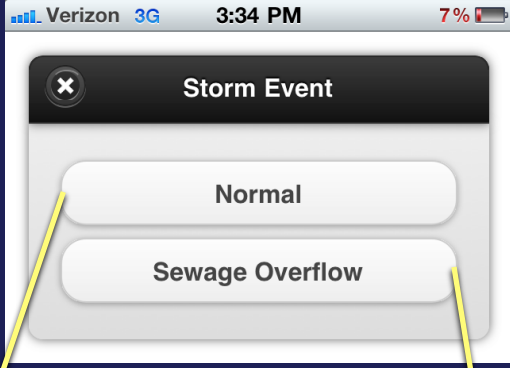 Verizon 3G 3:34 PM 7%
Storm Event
Normal
Sewage Overflow